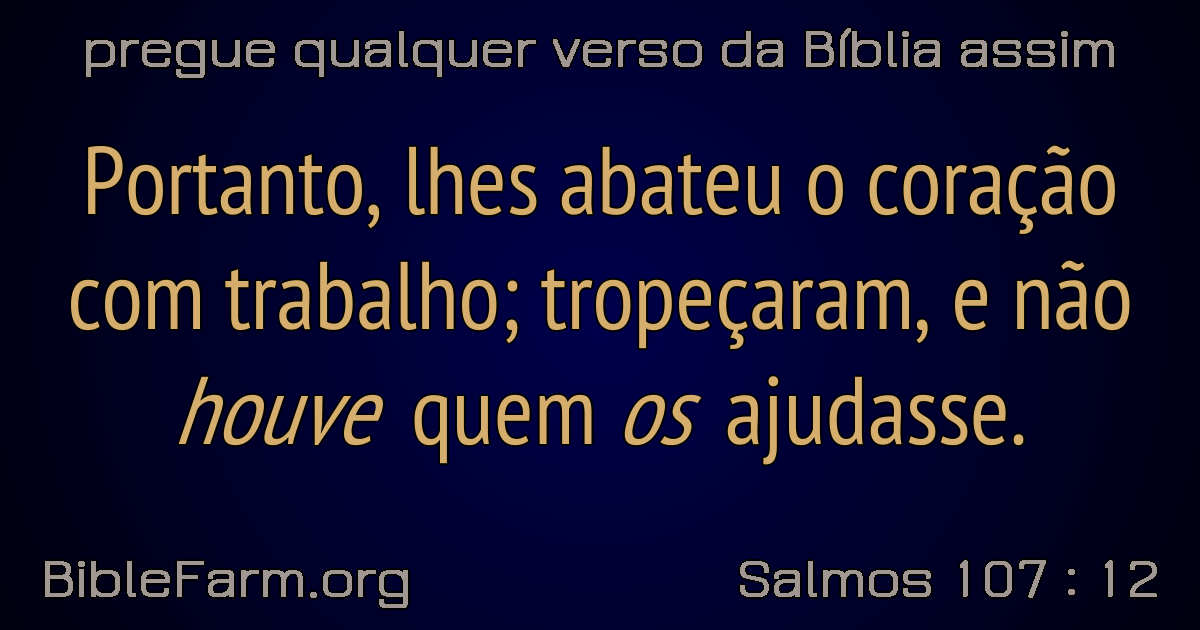 pregue qualquer verso da Bíblia assim
Portanto, lhes abateu o coração
com trabalho; tropeçaram, e não
houve quem os ajudasse.
BibleFarm.org
Salmos 107 : 12